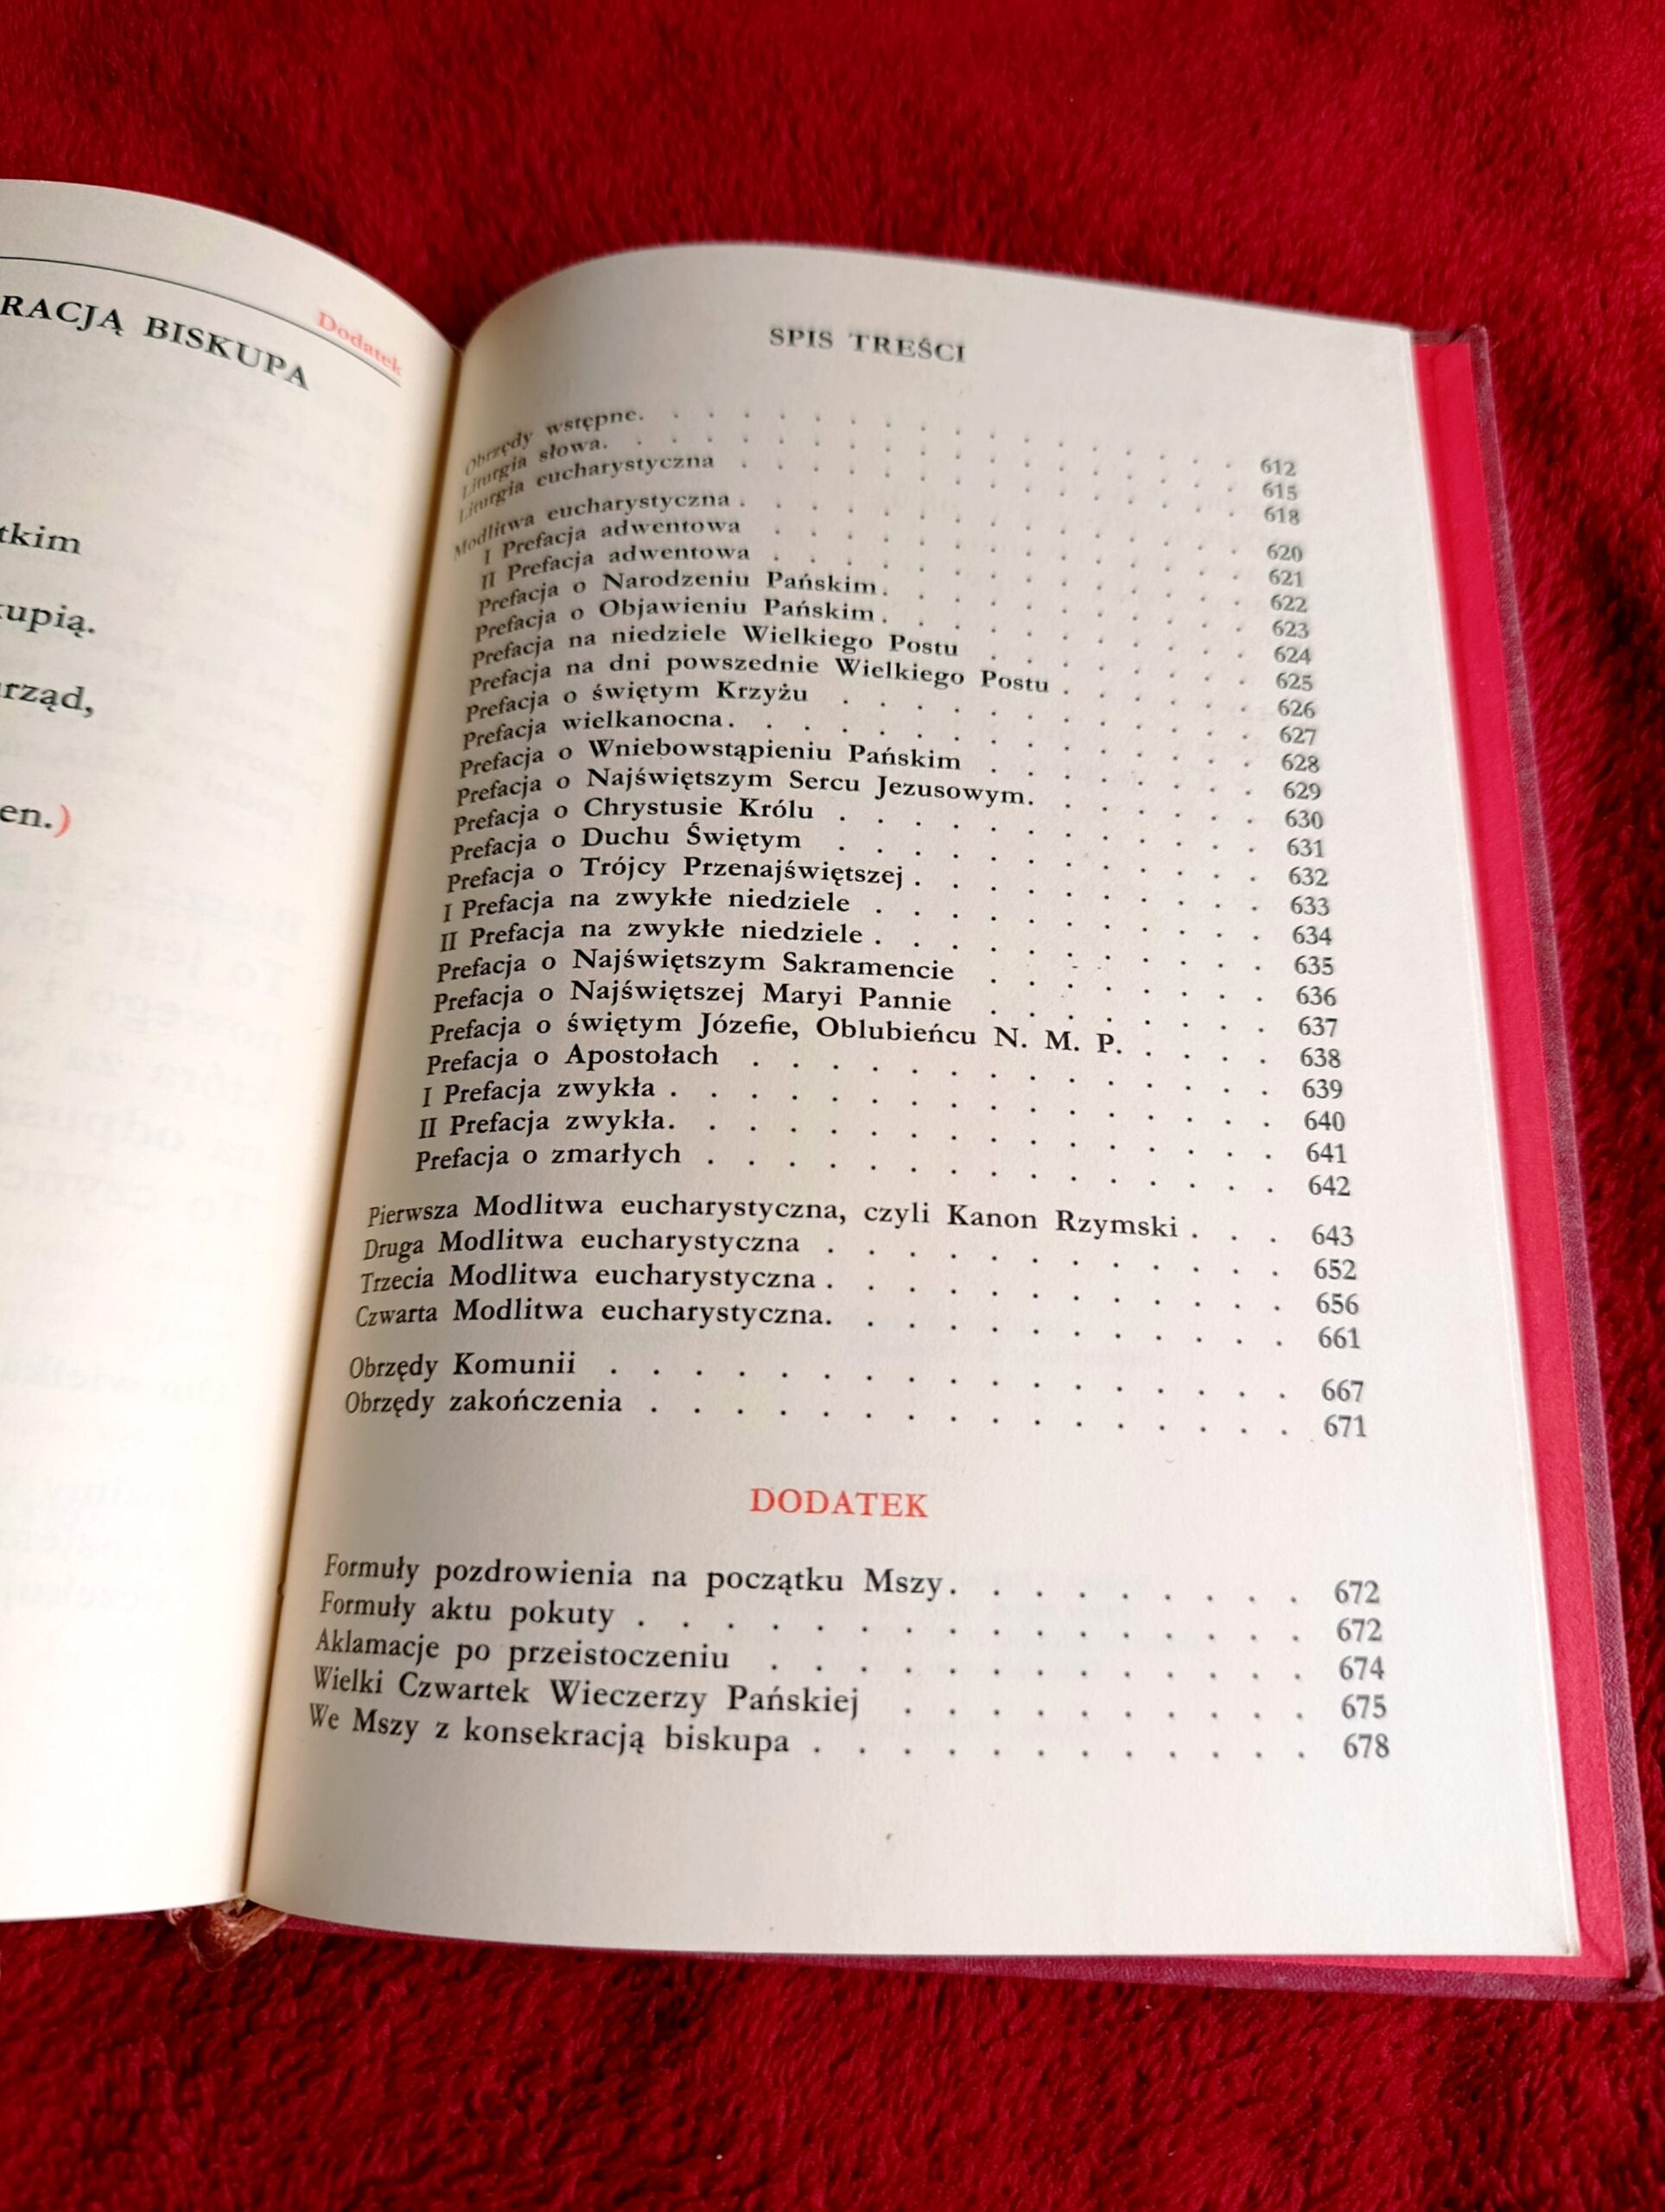 Dodatek
RACJĄ BISKUPA
tkim
kupią.
rząd,
en.)
SPIS TREŚCI
Obrzędy wstępne. . . . . . . . . . . . . . . . 612
Liturgia słowa. . . . . . . . . . . . . . . . . 615
Liturgia eucharystyczna . . . . . . . . . . . . . 618
Modlitwa eucharystyczna . . . . . . . . . . . . . 620
I Prefacja adwentowa . . . . . . . . . . . . 621
II Prefacja adwentowa . . . . . . . . . . . . 622
Prefacja o Narodzeniu Pańskim. . . . . . . . . . 623
Prefacja o Objawieniu Pańskim . . . . . . . . . . 624
Prefacja na niedziele Wielkiego Postu . . . . . . . 625
Prefacja na dni powszednie Wielkiego Postu . . . . . 626
Prefacja o świętym Krzyżu . . . . . . . . . . . 627
Prefacja wielkanocna . . . . . . . . . . . . . 628
Prefacja o Wniebowstąpieniu Pańskim . . . . . . . 629
Prefacja o Najświętszym Sercu Jezusowym. . . . . . 630
Prefacja o Chrystusie Królu . . . . . . . . . . 631
Prefacja o Duchu Świętym . . . . . . . . . . . 632
Prefacja o Trójcy Przenajświętszej . . . . . . . . . 633
I Prefacja na zwykłe niedziele . . . . . . . . . . 634
II Prefacja na zwykłe niedziele . . . . . . . . . . 635
Prefacja o Najświętszym Sakramencie . . . . . . . 636
Prefacja o Najświętszej Maryi Pannie . . . . . . . 637
Prefacja o świętym Józefie, Oblubieńcu N. M. P. . . . . 638
Prefacja o Apostołach . . . . . . . . . . . . . 639
I Prefacja zwykła . . . . . . . . . . . . . . . 640
II Prefacja zwykła. . . . . . . . . . . . . . . 641
Prefacja o zmarłych . . . . . . . . . . . . . . 642
Pierwsza Modlitwa eucharystyczna, czyli Kanon Rzymski . . . 643
Druga Modlitwa eucharystyczna . . . . . . . . . . . 652
Trzecia Modlitwa eucharystyczna . . . . . . . . . . . 656
Czwarta Modlitwa eucharystyczna. . . . . . . . . . . 661
Obrzędy Komunii . . . . . . . . . . . . . . . . 667
Obrzędy zakończenia . . . . . . . . . . . . . . . 671
DODATEK
Formuły pozdrowienia na początku Mszy. . . . . . . . . 672
Formuły aktu pokuty . . . . . . . . . . . . . . . 672
Aklamacje po przeistoczeniu . . . . . . . . . . . . 674
Wielki Czwartek Wieczerzy Pańskiej . . . . . . . . . . 675
We Mszy z konsekracją biskupa . . . . . . . . . . . 678